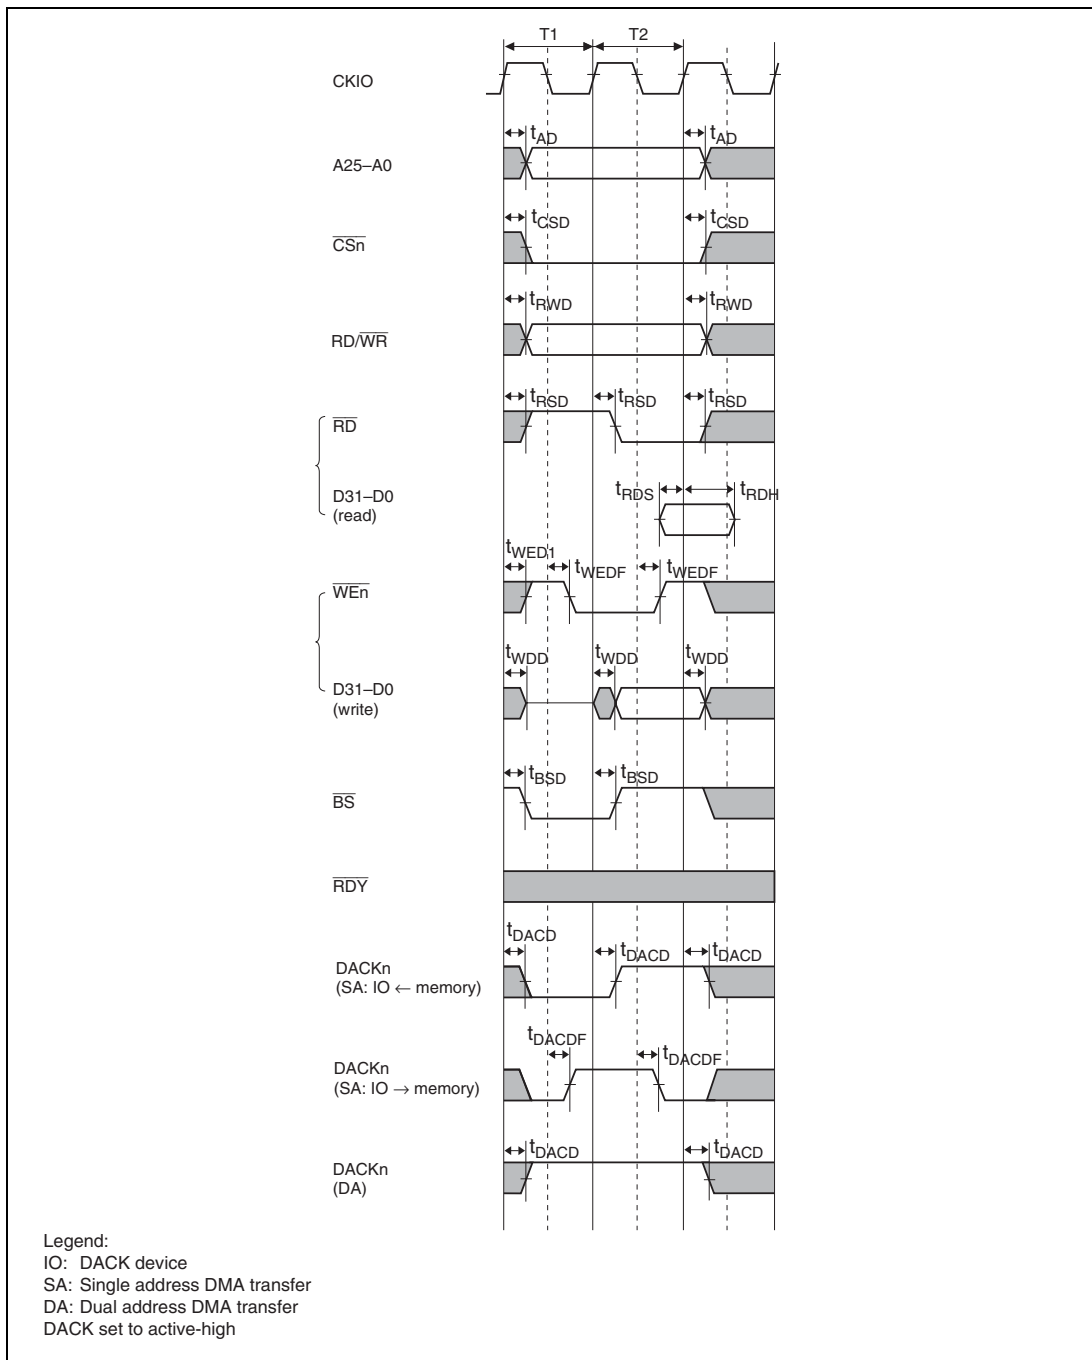 T1 T2
CKIO
tAD tAD
A25–A0
tCSD tCSD
CSn
tRWD tRWD
RD/WR
tRSD tRSD tRSD
RD
tRDS tRDH
D31–D0
(read)
tWED1 tWEDF tWEDF
WEn
tWDD tWDD tWDD
D31–D0
(write)
tBSD tBSD
BS
RDY
tDACD tDACD tDACD
DACKn
(SA: IO ← memory)
tDACDF tDACDF
DACKn
(SA: IO → memory)
tDACD tDACD
DACKn
(DA)
Legend:
IO: DACK device
SA: Single address DMA transfer
DA: Dual address DMA transfer
DACK set to active-high